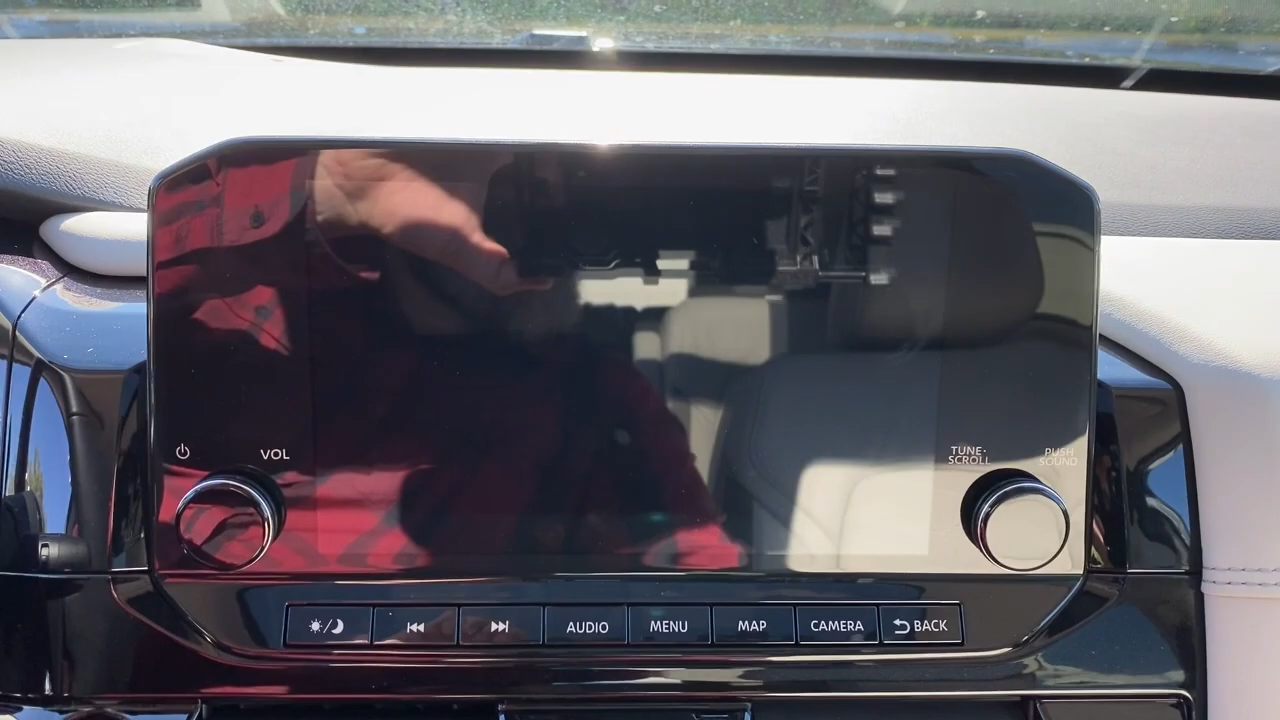 VOL
TUNE·
SCROLL
PUSH
SOUND
AUDIO
MENU
MAP
CAMERA
BACK